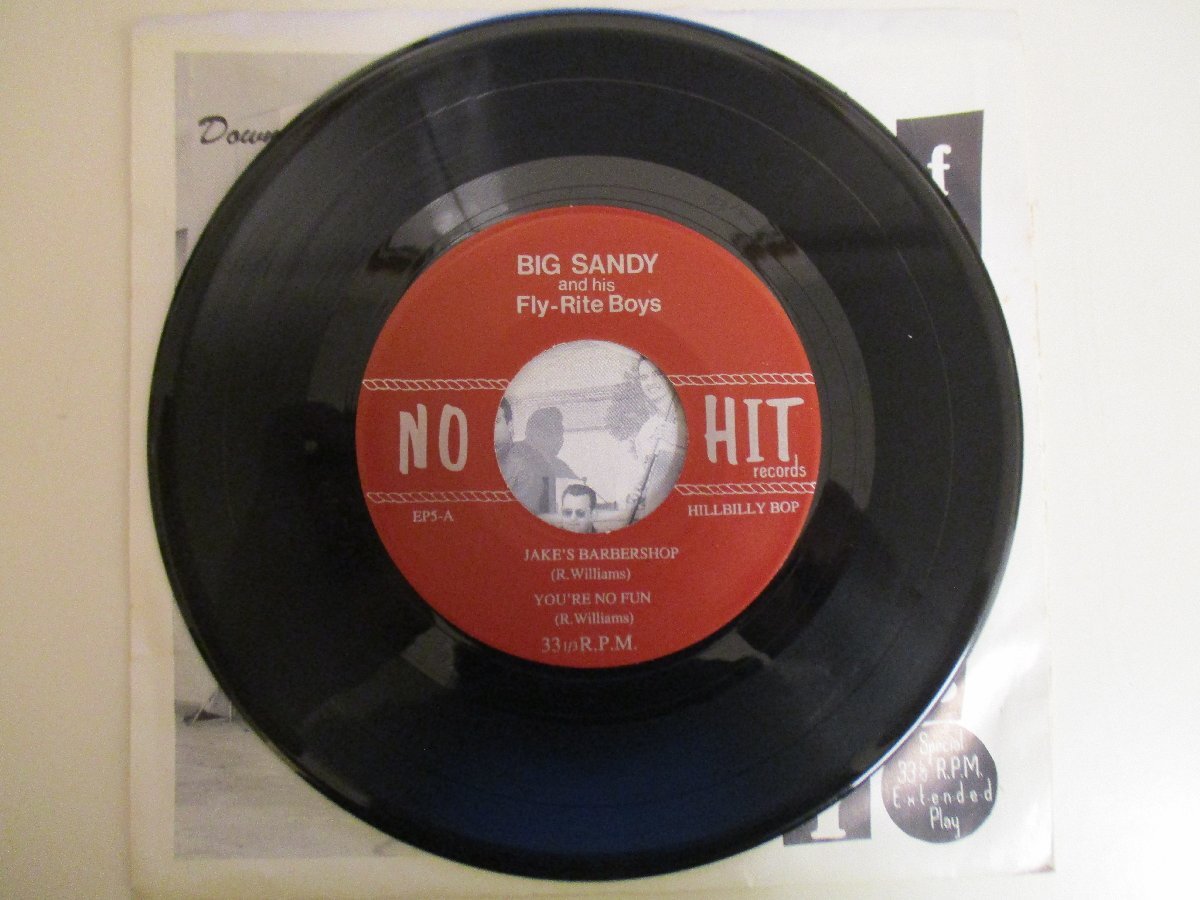 Down
f
BIG SANDY
and his
Fly-Rite Boys
NO HIT
records
EP5-A
HILLBILLY BOP
JAKE'S BARBERSHOP
(R.Williams)
YOU'RE NO FUN
(R.Williams)
33 1/3 R.P.M.
Special
33⅓ R.P.M.
Extended
Play